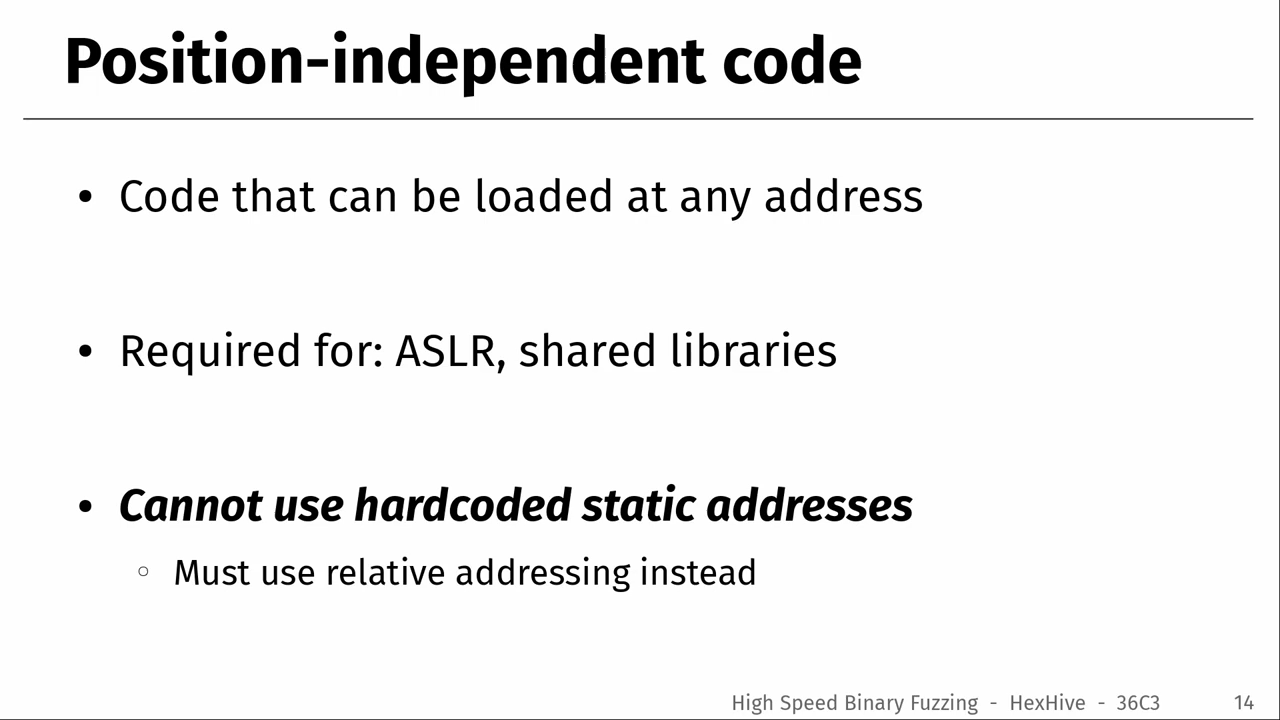 Position-independent code
• Code that can be loaded at any address
• Required for: ASLR, shared libraries
• Cannot use hardcoded static addresses
○ Must use relative addressing instead
High Speed Binary Fuzzing - HexHive - 36C3 14